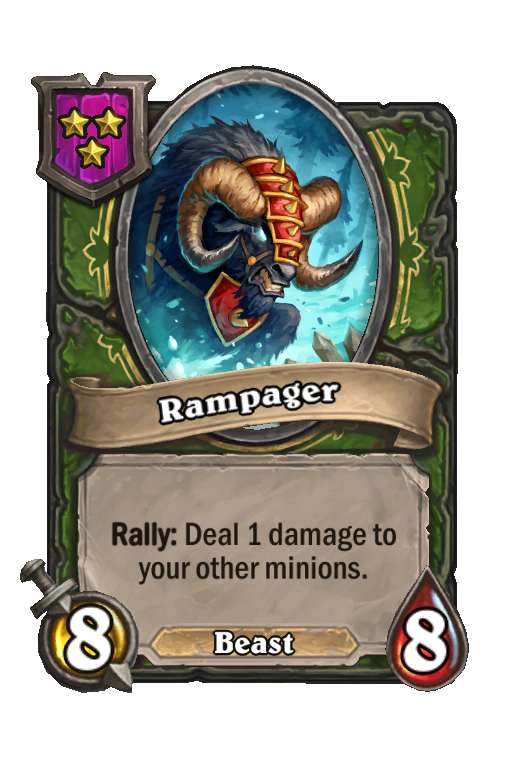 Rampager
Rally: Deal 1 damage to
your other minions.
8
Beast
8